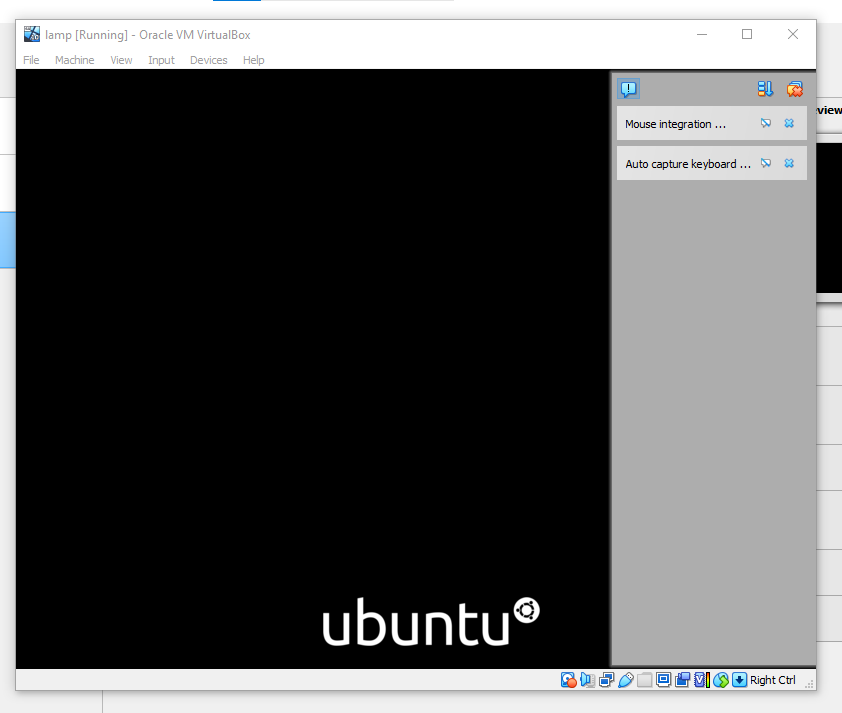 lamp [Running] - Oracle VM VirtualBox
File Machine View Input Devices Help
Mouse integration ...
Auto capture keyboard ...
ubuntu
Right Ctrl